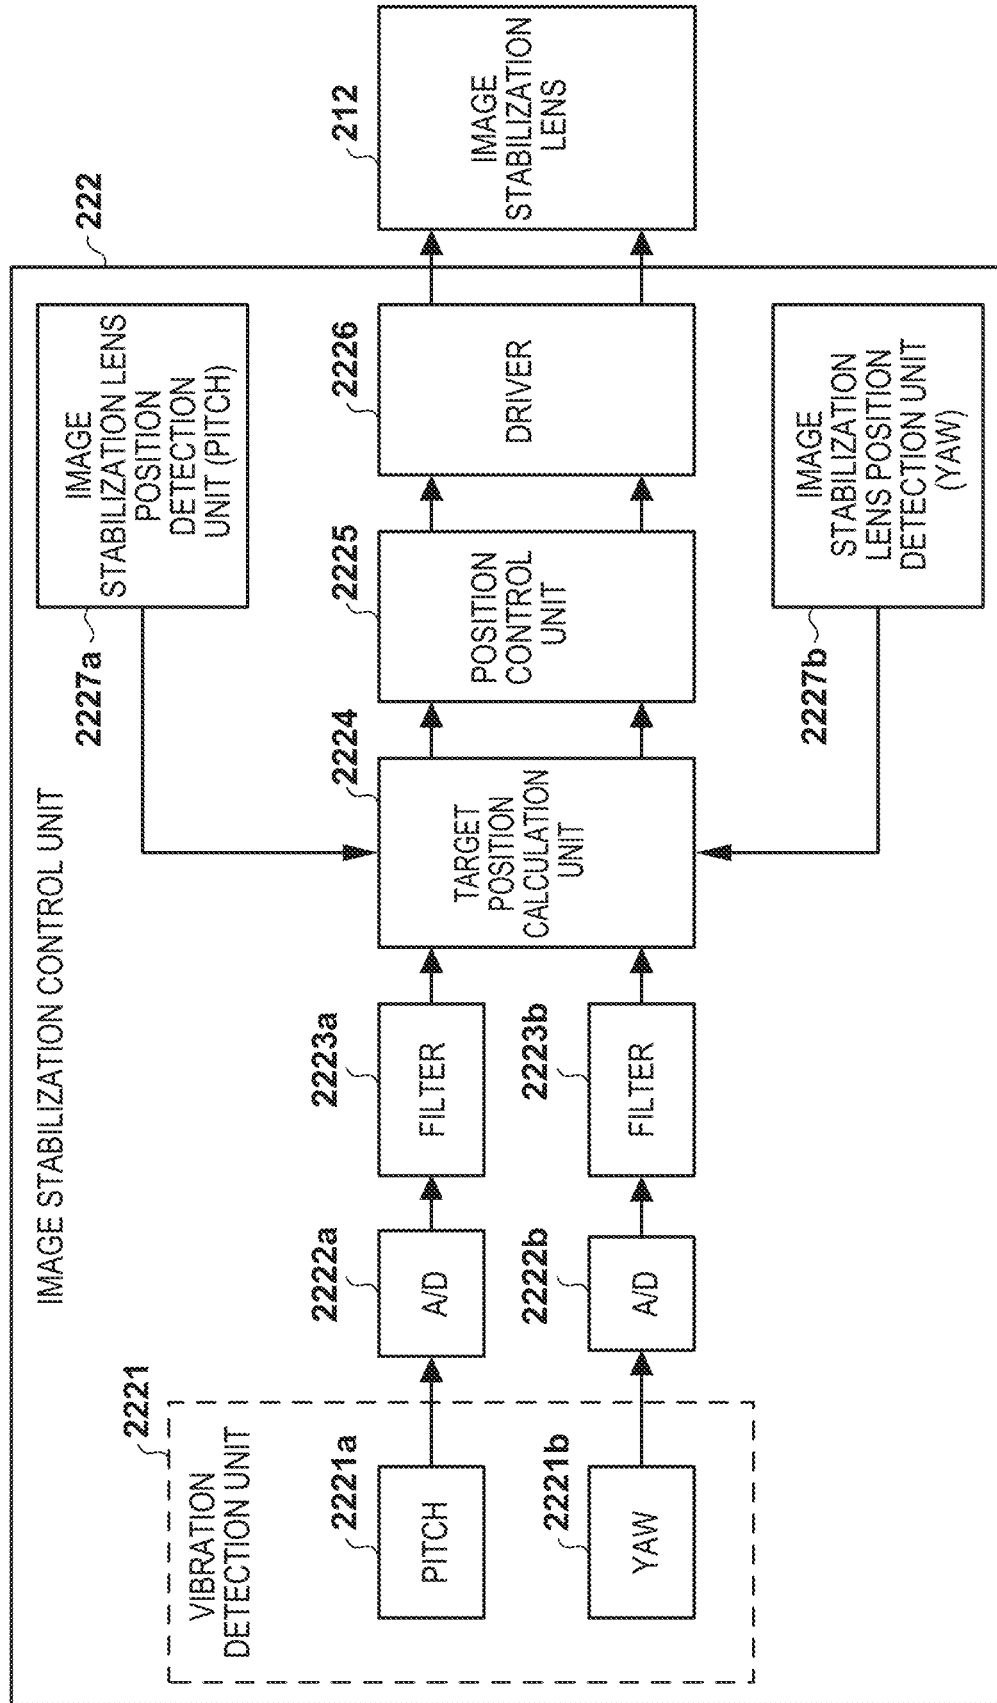 IMAGE STABILIZATION CONTROL UNIT
222
2221
VIBRATION
DETECTION UNIT
2221a
PITCH
2221b
YAW
2222a
A/D
2222b
A/D
2223a
FILTER
2223b
FILTER
2224
TARGET
POSITION
CALCULATION
UNIT
2225
POSITION
CONTROL
UNIT
2226
DRIVER
2227a
IMAGE
STABILIZATION LENS
POSITION
DETECTION
UNIT (PITCH)
2227b
IMAGE
STABILIZATION
LENS POSITION
DETECTION UNIT
(YAW)
212
IMAGE
STABILIZATION
LENS